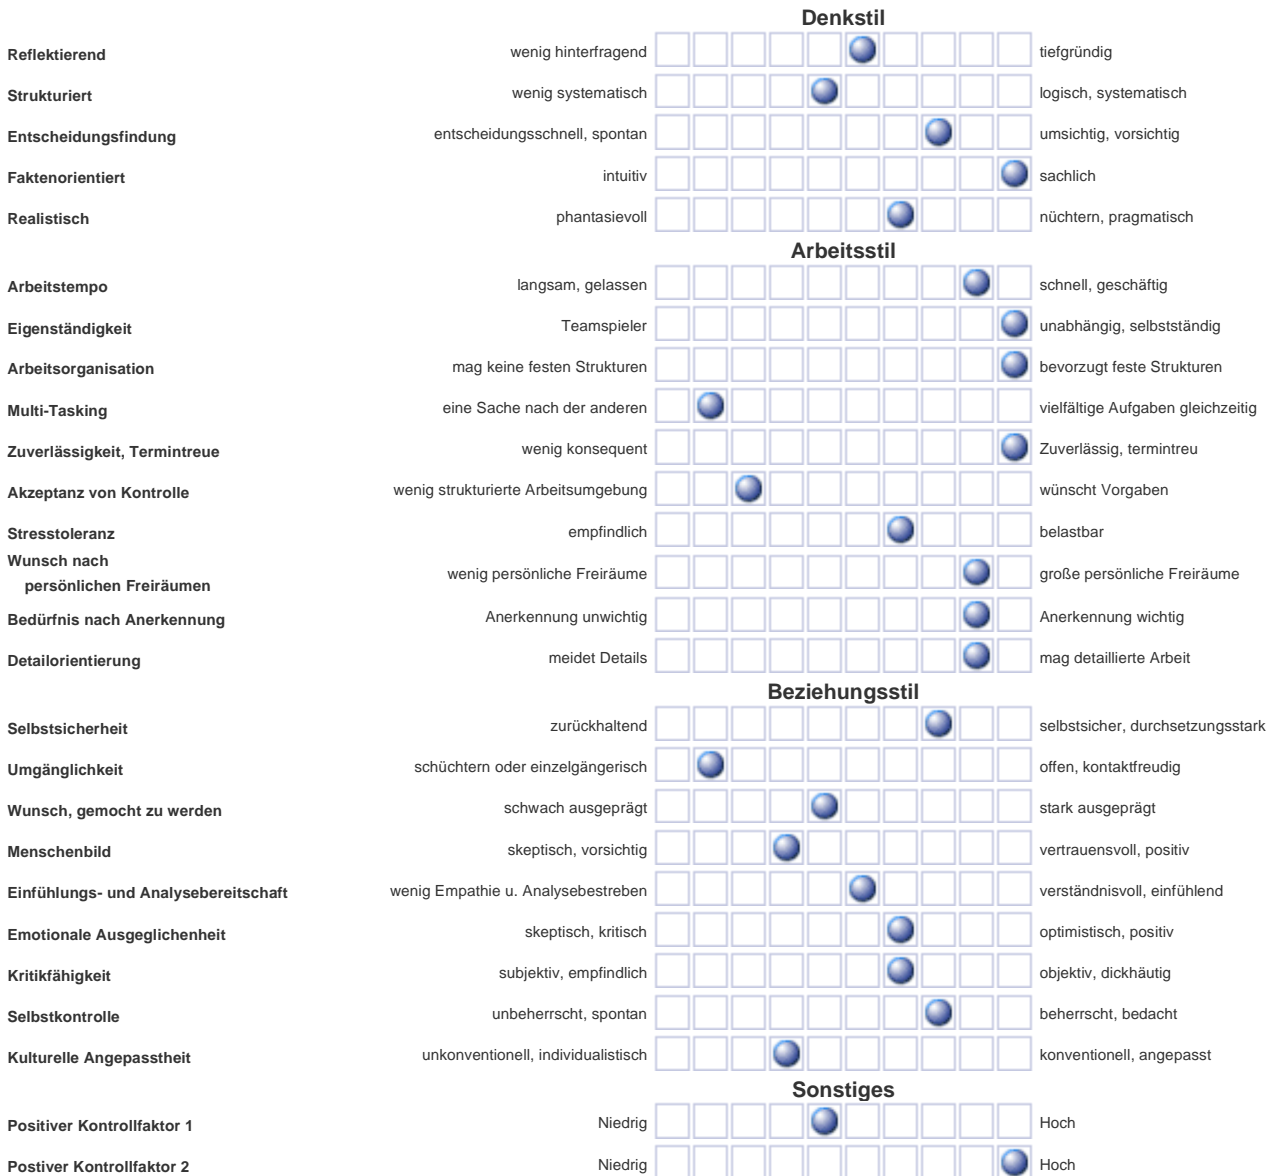 Denkstil
Reflektierend wenig hinterfragend tiefgründig
Strukturiert wenig systematisch logisch, systematisch
Entscheidungsfindung entscheidungsschnell, spontan umsichtig, vorsichtig
Faktenorientiert intuitiv sachlich
Realistisch phantasievoll nüchtern, pragmatisch
Arbeitsstil
Arbeitstempo langsam, gelassen schnell, geschäftig
Eigenständigkeit Teamspieler unabhängig, selbstständig
Arbeitsorganisation mag keine festen Strukturen bevorzugt feste Strukturen
Multi-Tasking eine Sache nach der anderen vielfältige Aufgaben gleichzeitig
Zuverlässigkeit, Termintreue wenig konsequent Zuverlässig, termintreu
Akzeptanz von Kontrolle wenig strukturierte Arbeitsumgebung wünscht Vorgaben
Stresstoleranz empfindlich belastbar
Wunsch nach
persönlichen Freiräumen wenig persönliche Freiräume große persönliche Freiräume
Bedürfnis nach Anerkennung Anerkennung unwichtig Anerkennung wichtig
Detailorientierung meidet Details mag detaillierte Arbeit
Beziehungsstil
Selbstsicherheit zurückhaltend selbstsicher, durchsetzungsstark
Umgänglichkeit schüchtern oder einzelgängerisch offen, kontaktfreudig
Wunsch, gemocht zu werden schwach ausgeprägt stark ausgeprägt
Menschenbild skeptisch, vorsichtig vertrauensvoll, positiv
Einfühlungs- und Analysebereitschaft wenig Empathie u. Analysebestreben verständnisvoll, einfühlend
Emotionale Ausgeglichenheit skeptisch, kritisch optimistisch, positiv
Kritikfähigkeit subjektiv, empfindlich objektiv, dickhäutig
Selbstkontrolle unbeherrscht, spontan beherrscht, bedacht
Kulturelle Angepasstheit unkonventionell, individualistisch konventionell, angepasst
Sonstiges
Positiver Kontrollfaktor 1 Niedrig Hoch
Postiver Kontrollfaktor 2 Niedrig Hoch